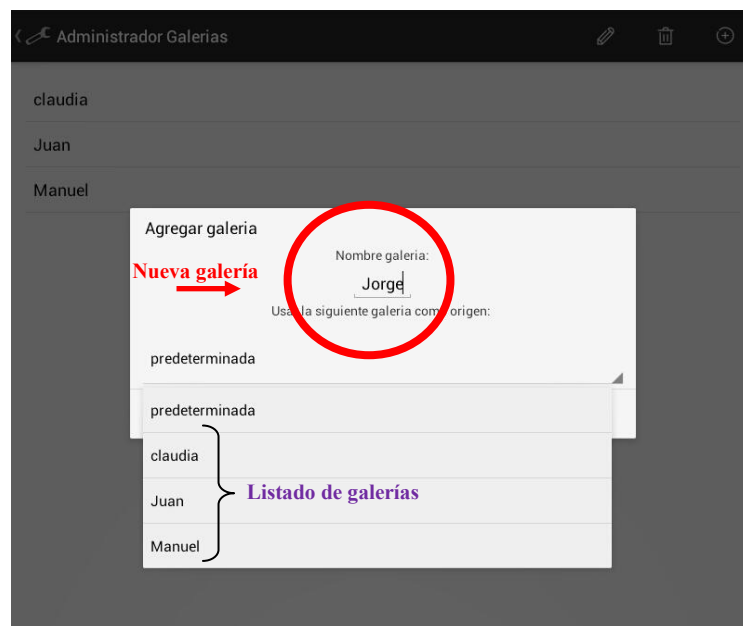 Administrador Galerias
claudia
Juan
Manuel
Agregar galeria
Nombre galeria:
Nueva galería
Jorge
Usar la siguiente galeria como origen:
predeterminada
predeterminada
claudia
Juan
Listado de galerías
Manuel